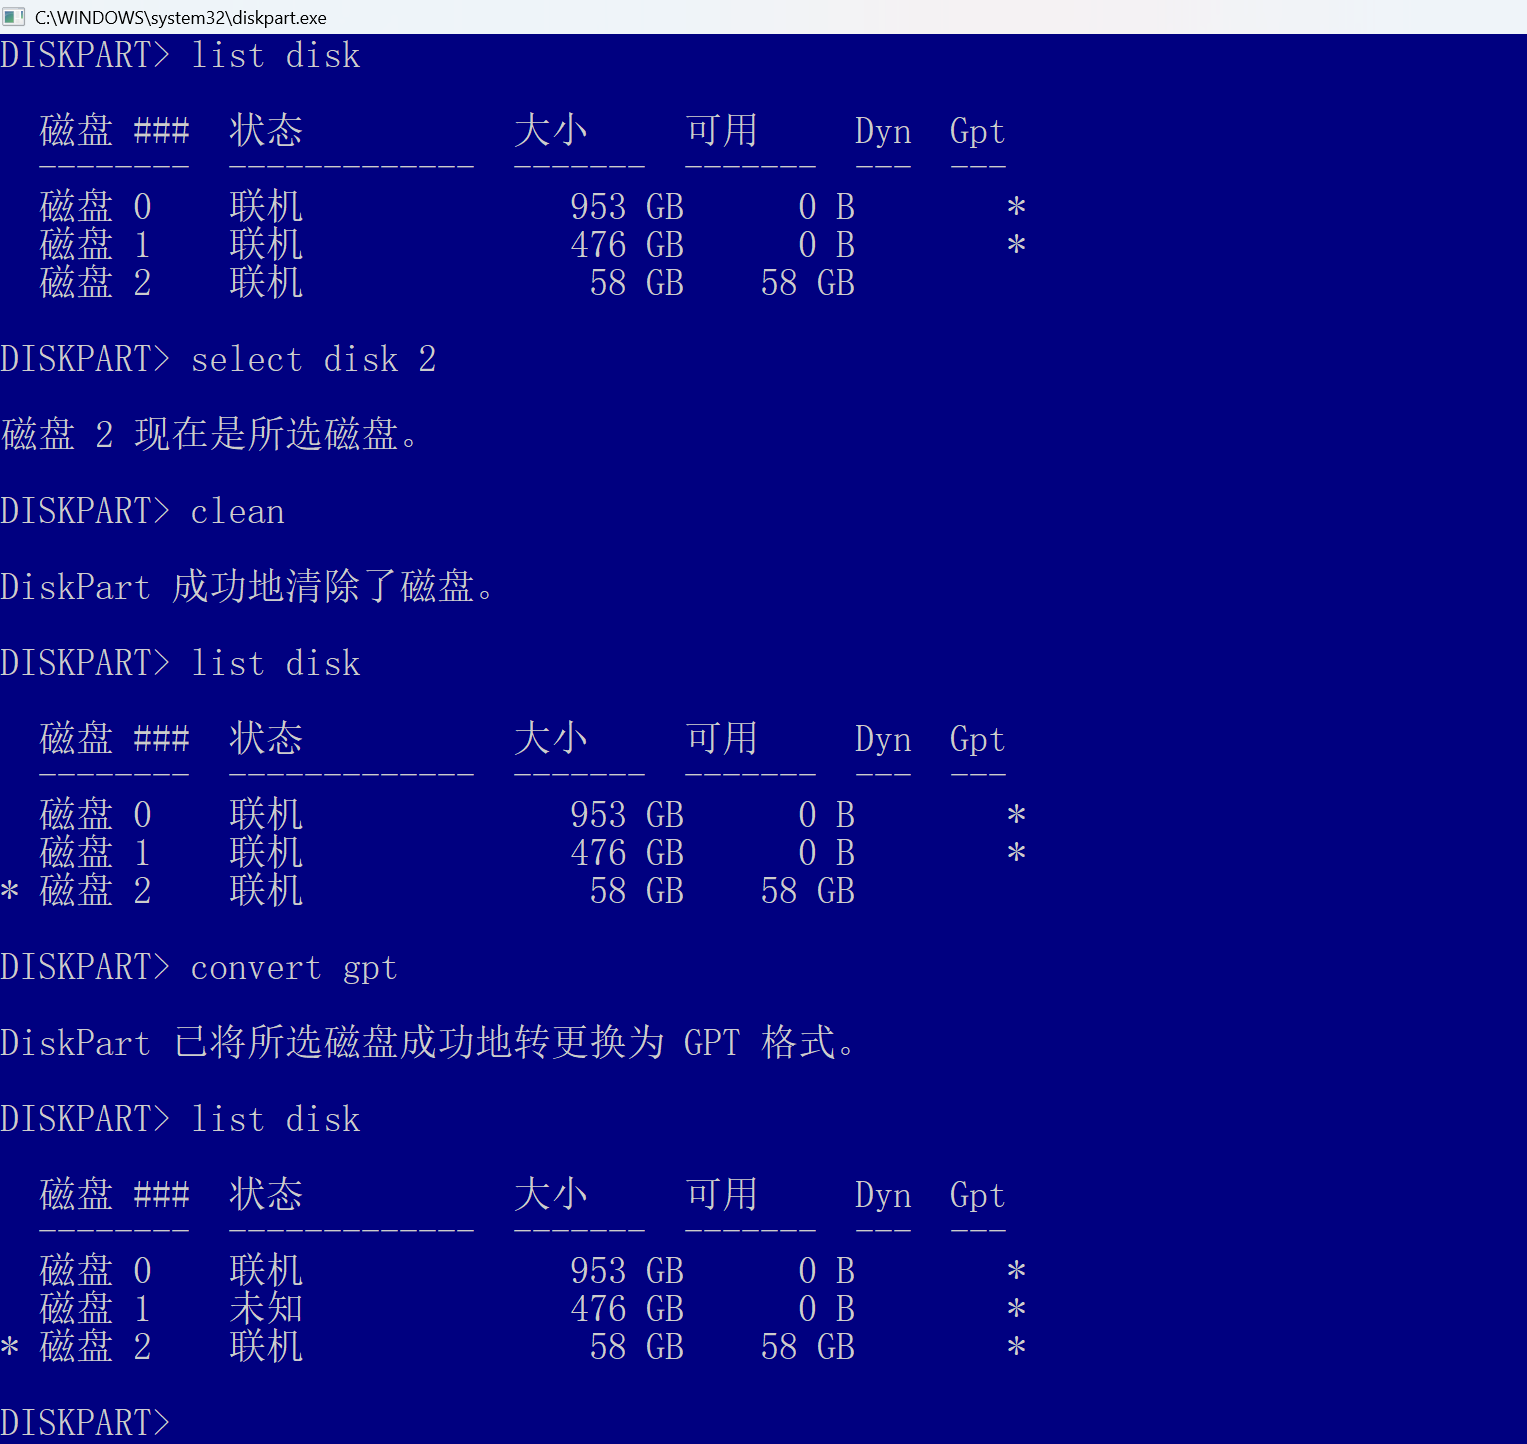 C:\WINDOWS\system32\diskpart.exe
DISKPART> list disk
磁盘 ###  状态           大小     可用     Dyn  Gpt
--------  -------------  -------  -------  ---  ---
磁盘 0    联机              953 GB      0 B        *
磁盘 1    联机              476 GB      0 B        *
磁盘 2    联机               58 GB    58 GB
DISKPART> select disk 2
磁盘 2 现在是所选磁盘。
DISKPART> clean
DiskPart 成功地清除了磁盘。
DISKPART> list disk
磁盘 ###  状态           大小     可用     Dyn  Gpt
--------  -------------  -------  -------  ---  ---
磁盘 0    联机              953 GB      0 B        *
磁盘 1    联机              476 GB      0 B        *
* 磁盘 2    联机               58 GB    58 GB
DISKPART> convert gpt
DiskPart 已将所选磁盘成功地转更换为 GPT 格式。
DISKPART> list disk
磁盘 ###  状态           大小     可用     Dyn  Gpt
--------  -------------  -------  -------  ---  ---
磁盘 0    联机              953 GB      0 B        *
磁盘 1    未知              476 GB      0 B        *
* 磁盘 2    联机               58 GB    58 GB        *
DISKPART>